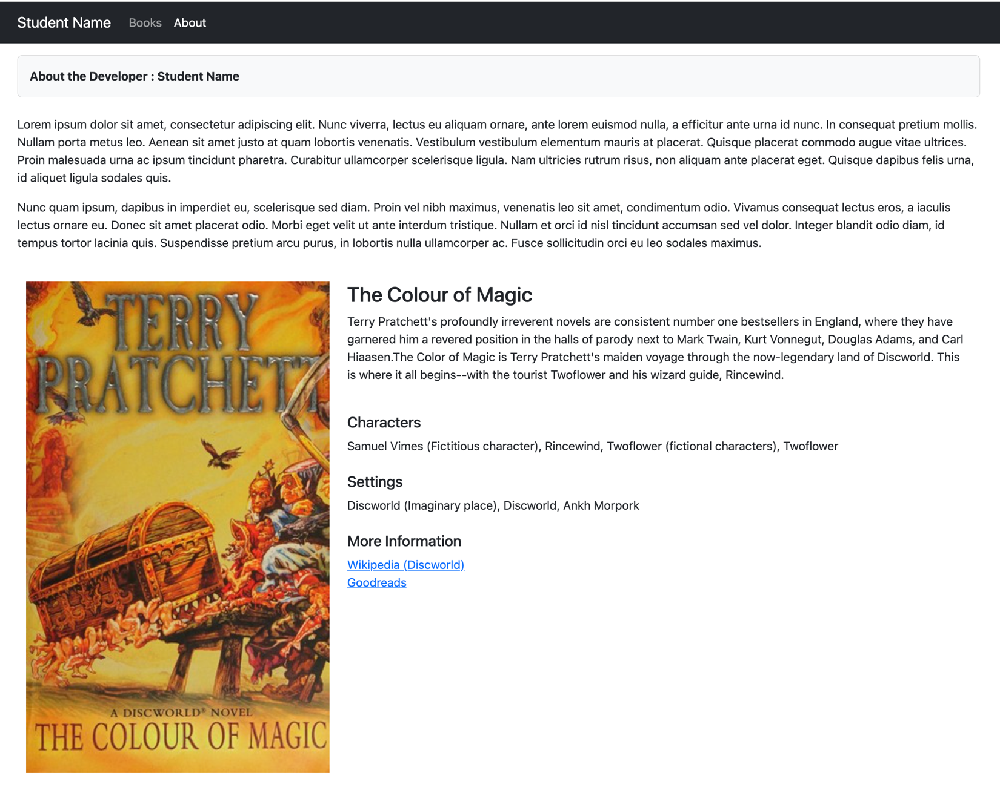 Student Name Books About
About the Developer : Student Name
Lorem ipsum dolor sit amet, consectetur adipiscing elit. Nunc viverra, lectus eu aliquam ornare, ante lorem euismod nulla, a efficitur ante urna id nunc. In consequat pretium mollis.
Nullam porta metus leo. Aenean sit amet justo at quam lobortis venenatis. Vestibulum vestibulum elementum mauris at placerat. Quisque placerat commodo augue vitae ultrices.
Proin malesuada urna ac ipsum tincidunt pharetra. Curabitur ullamcorper scelerisque ligula. Nam ultricies rutrum risus, non aliquam ante placerat eget. Quisque dapibus felis urna,
id aliquet ligula sodales quis.
Nunc quam ipsum, dapibus in imperdiet eu, scelerisque sed diam. Proin vel nibh maximus, venenatis leo sit amet, condimentum odio. Vivamus consequat lectus eros, a iaculis
lectus ornare eu. Donec sit amet placerat odio. Morbi eget velit ut ante interdum tristique. Nullam et orci id nisl tincidunt accumsan sed vel dolor. Integer blandit odio diam, id
tempus tortor lacinia quis. Suspendisse pretium arcu purus, in lobortis nulla ullamcorper ac. Fusce sollicitudin orci eu leo sodales maximus.
TERRY
PRATCHETT
A DISCWORLD® NOVEL
THE COLOUR OF MAGIC
The Colour of Magic
Terry Pratchett's profoundly irreverent novels are consistent number one bestsellers in England, where they have
garnered him a revered position in the halls of parody next to Mark Twain, Kurt Vonnegut, Douglas Adams, and Carl
Hiaasen.The Color of Magic is Terry Pratchett's maiden voyage through the now-legendary land of Discworld. This
is where it all begins--with the tourist Twoflower and his wizard guide, Rincewind.
Characters
Samuel Vimes (Fictitious character), Rincewind, Twoflower (fictional characters), Twoflower
Settings
Discworld (Imaginary place), Discworld, Ankh Morpork
More Information
Wikipedia (Discworld)
Goodreads